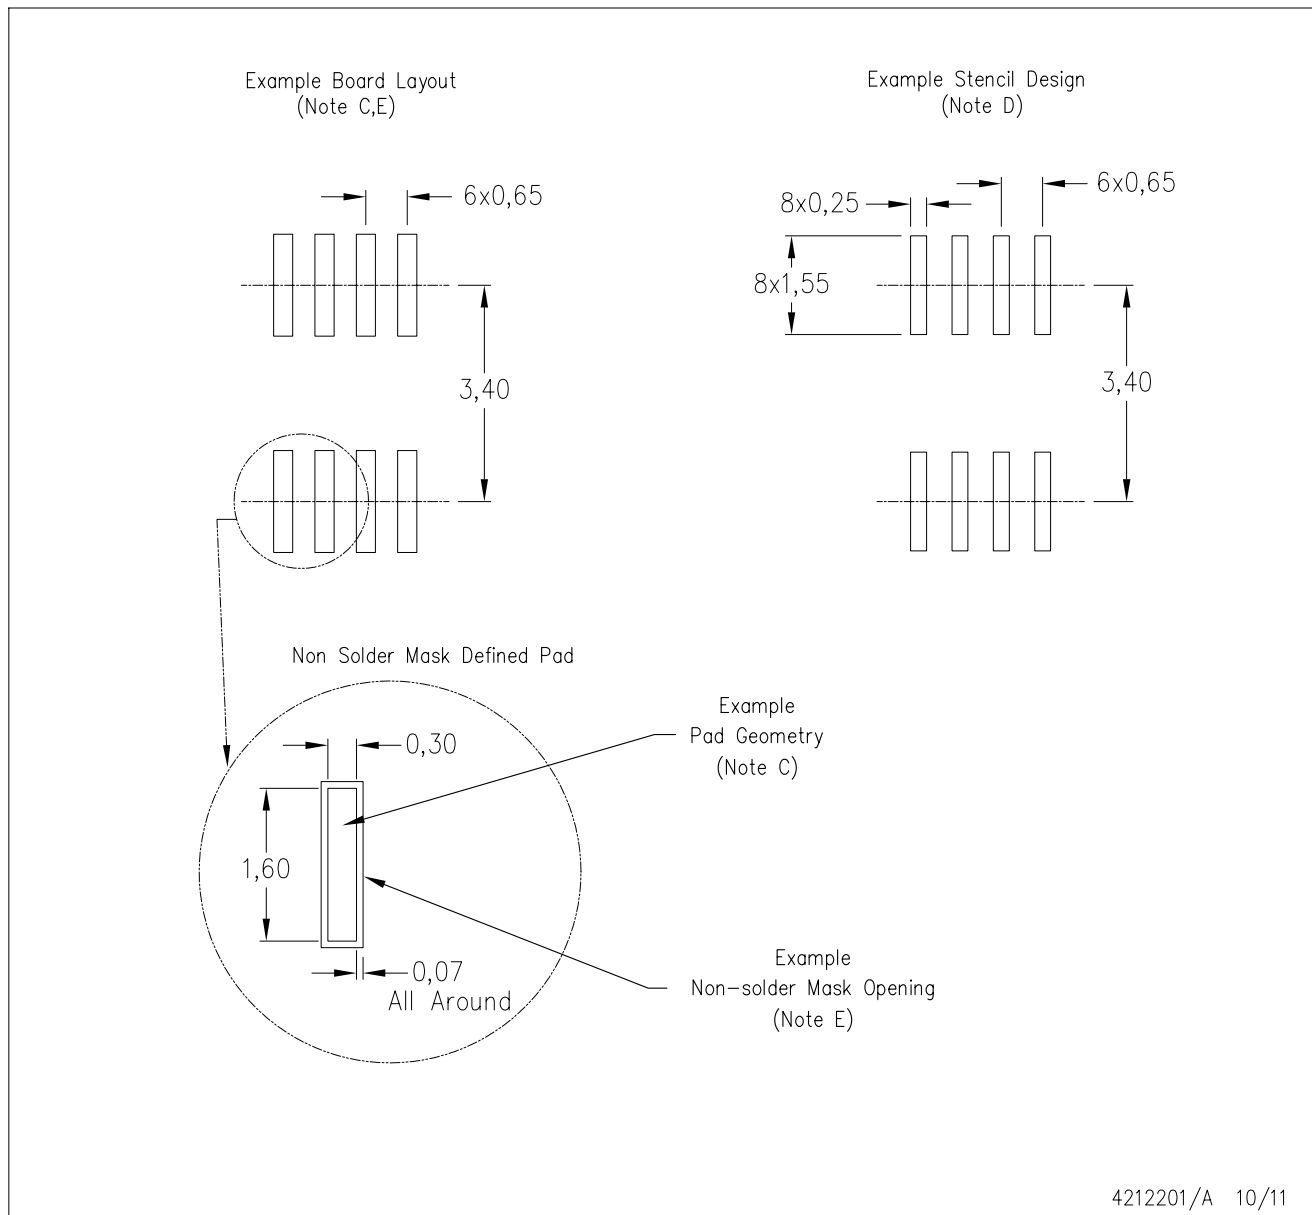 Example Board Layout
(Note C,E)
6x0,65
3,40
Example Stencil Design
(Note D)
6x0,65
8x0,25
8x1,55
3,40
Non Solder Mask Defined Pad
0,30
1,60
0,07
All Around
Example
Pad Geometry
(Note C)
Example
Non-solder Mask Opening
(Note E)
4212201/A 10/11